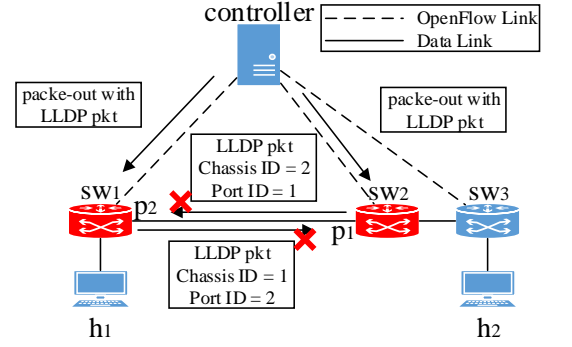 controller
OpenFlow Link
Data Link
packe-out with
LLDP pkt
packe-out with
LLDP pkt
LLDP pkt
Chassis ID = 2
Port ID = 1
SW1
SW2
SW3
p2
p1
LLDP pkt
Chassis ID = 1
Port ID = 2
h1
h2